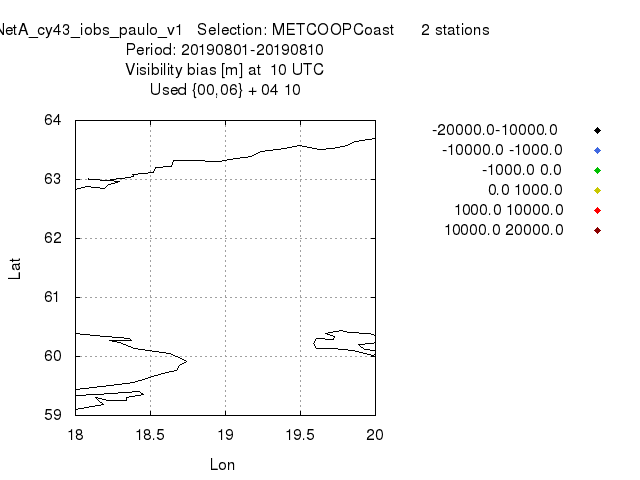 NetA_cy43_iobs_paulo_v1 Selection: METCOOPCoast 2 stations
Period: 20190801-20190810
Visibility bias [m] at 10 UTC
Used {00,06} + 04 10
-20000.0-10000.0
-10000.0 -1000.0
-1000.0 0.0
0.0 1000.0
1000.0 10000.0
10000.0 20000.0
64
63
62
61
60
59
Lat
18 18.5 19 19.5 20
Lon